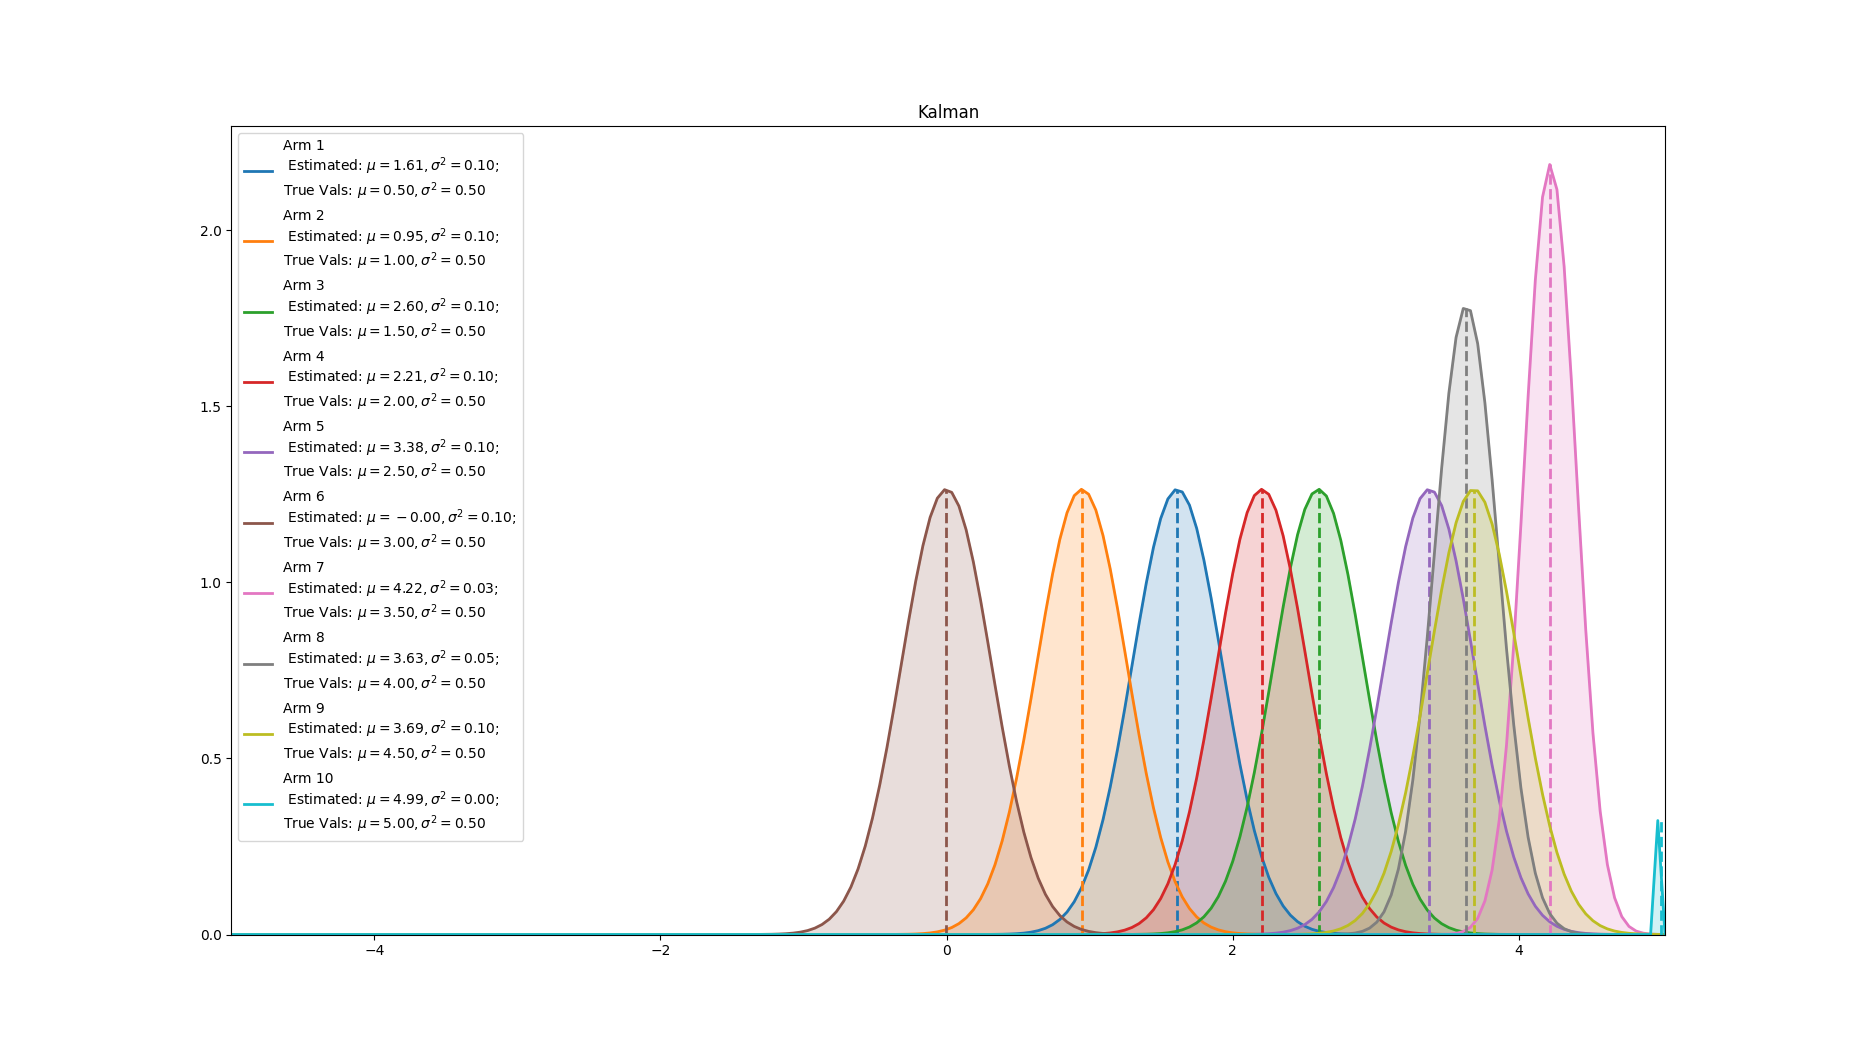 Kalman
Arm 1
Estimated: μ = 1.61, σ² = 0.10;
True Vals: μ = 0.50, σ² = 0.50
Arm 2
Estimated: μ = 0.95, σ² = 0.10;
True Vals: μ = 1.00, σ² = 0.50
Arm 3
Estimated: μ = 2.60, σ² = 0.10;
True Vals: μ = 1.50, σ² = 0.50
Arm 4
Estimated: μ = 2.21, σ² = 0.10;
True Vals: μ = 2.00, σ² = 0.50
Arm 5
Estimated: μ = 3.38, σ² = 0.10;
True Vals: μ = 2.50, σ² = 0.50
Arm 6
Estimated: μ = −0.00, σ² = 0.10;
True Vals: μ = 3.00, σ² = 0.50
Arm 7
Estimated: μ = 4.22, σ² = 0.03;
True Vals: μ = 3.50, σ² = 0.50
Arm 8
Estimated: μ = 3.63, σ² = 0.05;
True Vals: μ = 4.00, σ² = 0.50
Arm 9
Estimated: μ = 3.69, σ² = 0.10;
True Vals: μ = 4.50, σ² = 0.50
Arm 10
Estimated: μ = 4.99, σ² = 0.00;
True Vals: μ = 5.00, σ² = 0.50
2.0
1.5
1.0
0.5
0.0
−4 −2 0 2 4